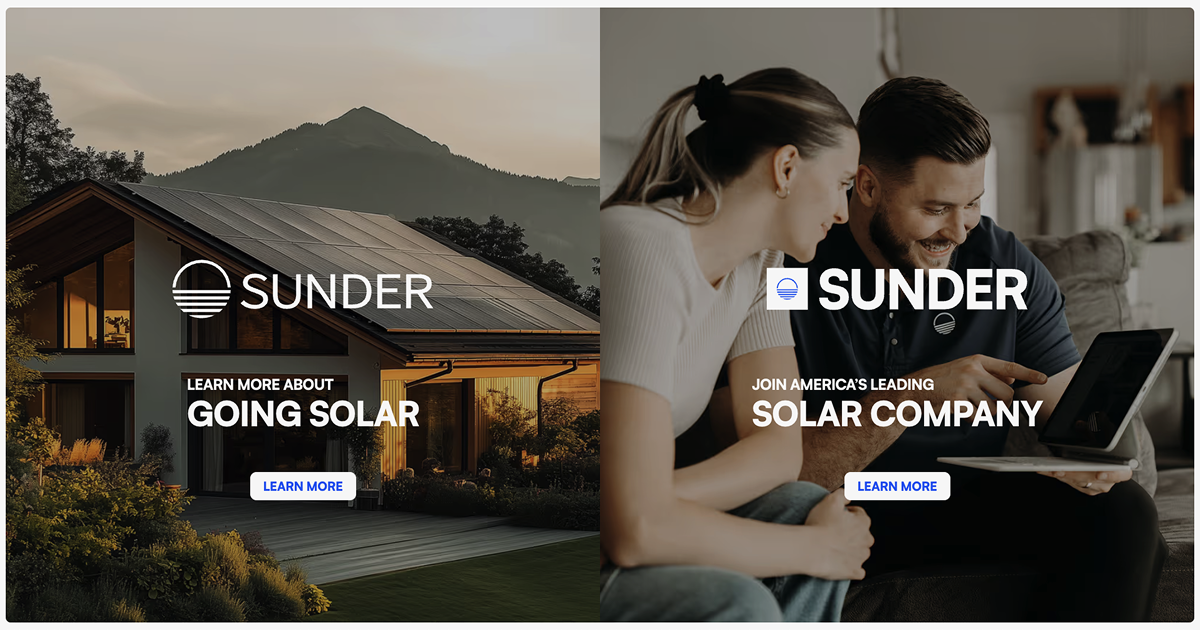 SUNDER
LEARN MORE ABOUT
GOING SOLAR
LEARN MORE
SUNDER
JOIN AMERICA'S LEADING
SOLAR COMPANY
LEARN MORE